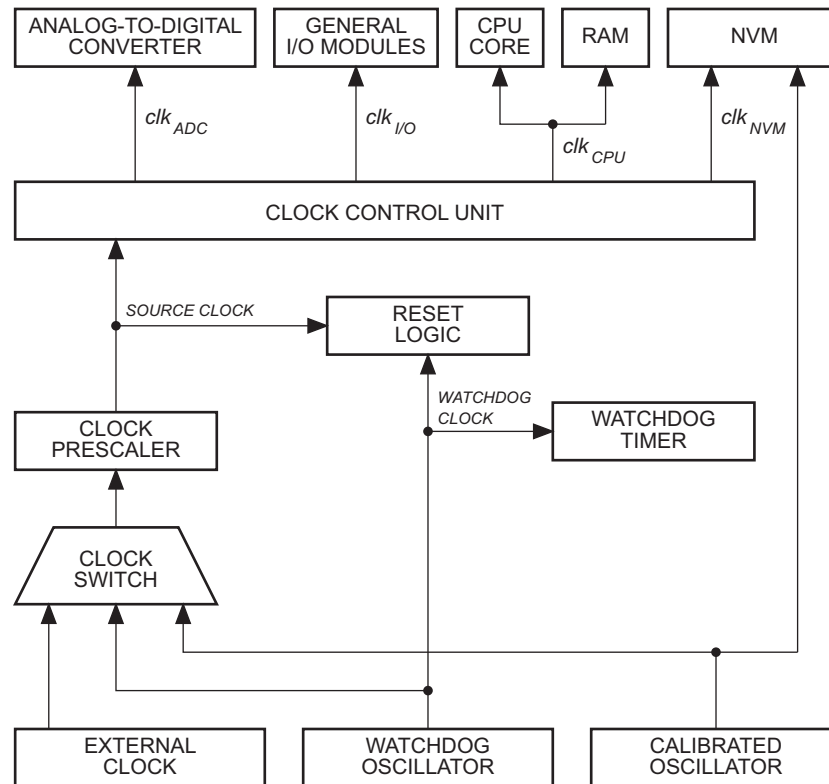 ANALOG-TO-DIGITAL
CONVERTER
GENERAL
I/O MODULES
CPU
CORE
RAM
NVM
clk ADC
clk I/O
clk CPU
clk NVM
CLOCK CONTROL UNIT
SOURCE CLOCK
RESET
LOGIC
WATCHDOG
CLOCK
CLOCK
PRESCALER
WATCHDOG
TIMER
CLOCK
SWITCH
EXTERNAL
CLOCK
WATCHDOG
OSCILLATOR
CALIBRATED
OSCILLATOR